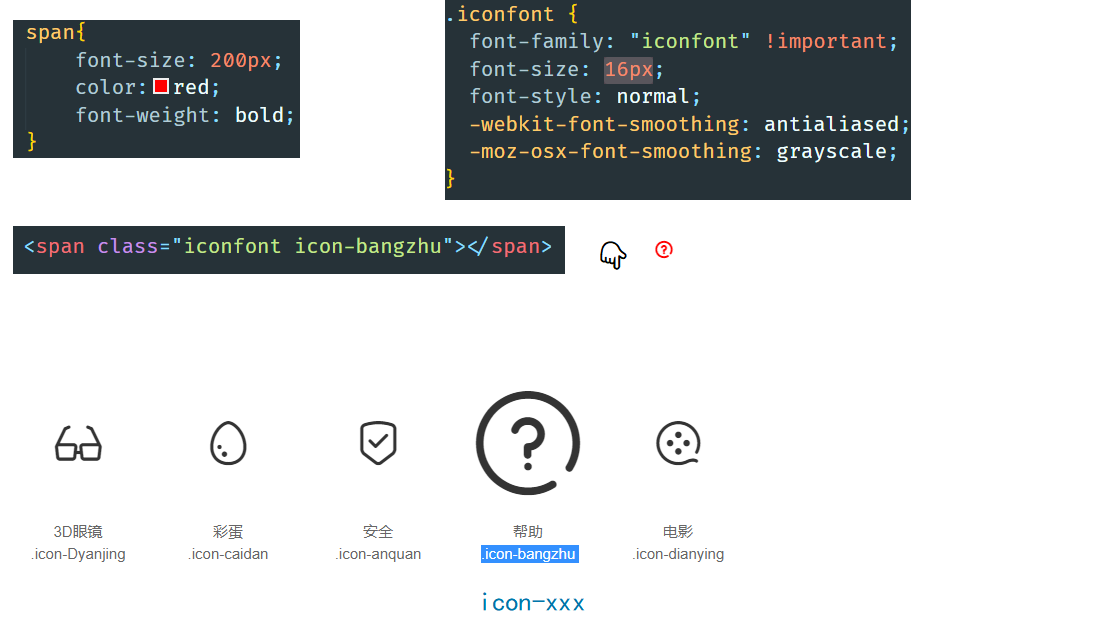 span{
font-size: 200px;
color: red;
font-weight: bold;
}
.iconfont {
font-family: "iconfont" !important;
font-size: 16px;
font-style: normal;
-webkit-font-smoothing: antialiased;
-moz-osx-font-smoothing: grayscale;
}
<span class="iconfont icon-bangzhu"></span>
3D眼镜
.icon-Dyanjing
彩蛋
.icon-caidan
安全
.icon-anquan
帮助
.icon-bangzhu
电影
.icon-dianying
icon-xxx